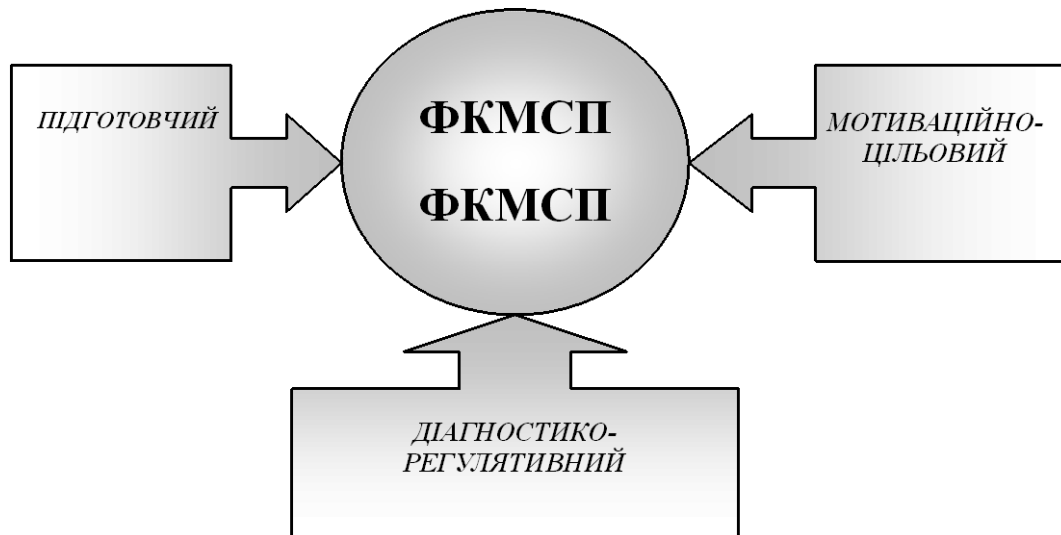 ФКМСП
ФКМСП
ПІДГОТОВЧИЙ
МОТИВАЦІЙНО-
ЦІЛЬОВИЙ
ДІАГНОСТИКО-
РЕГУЛЯТИВНИЙ